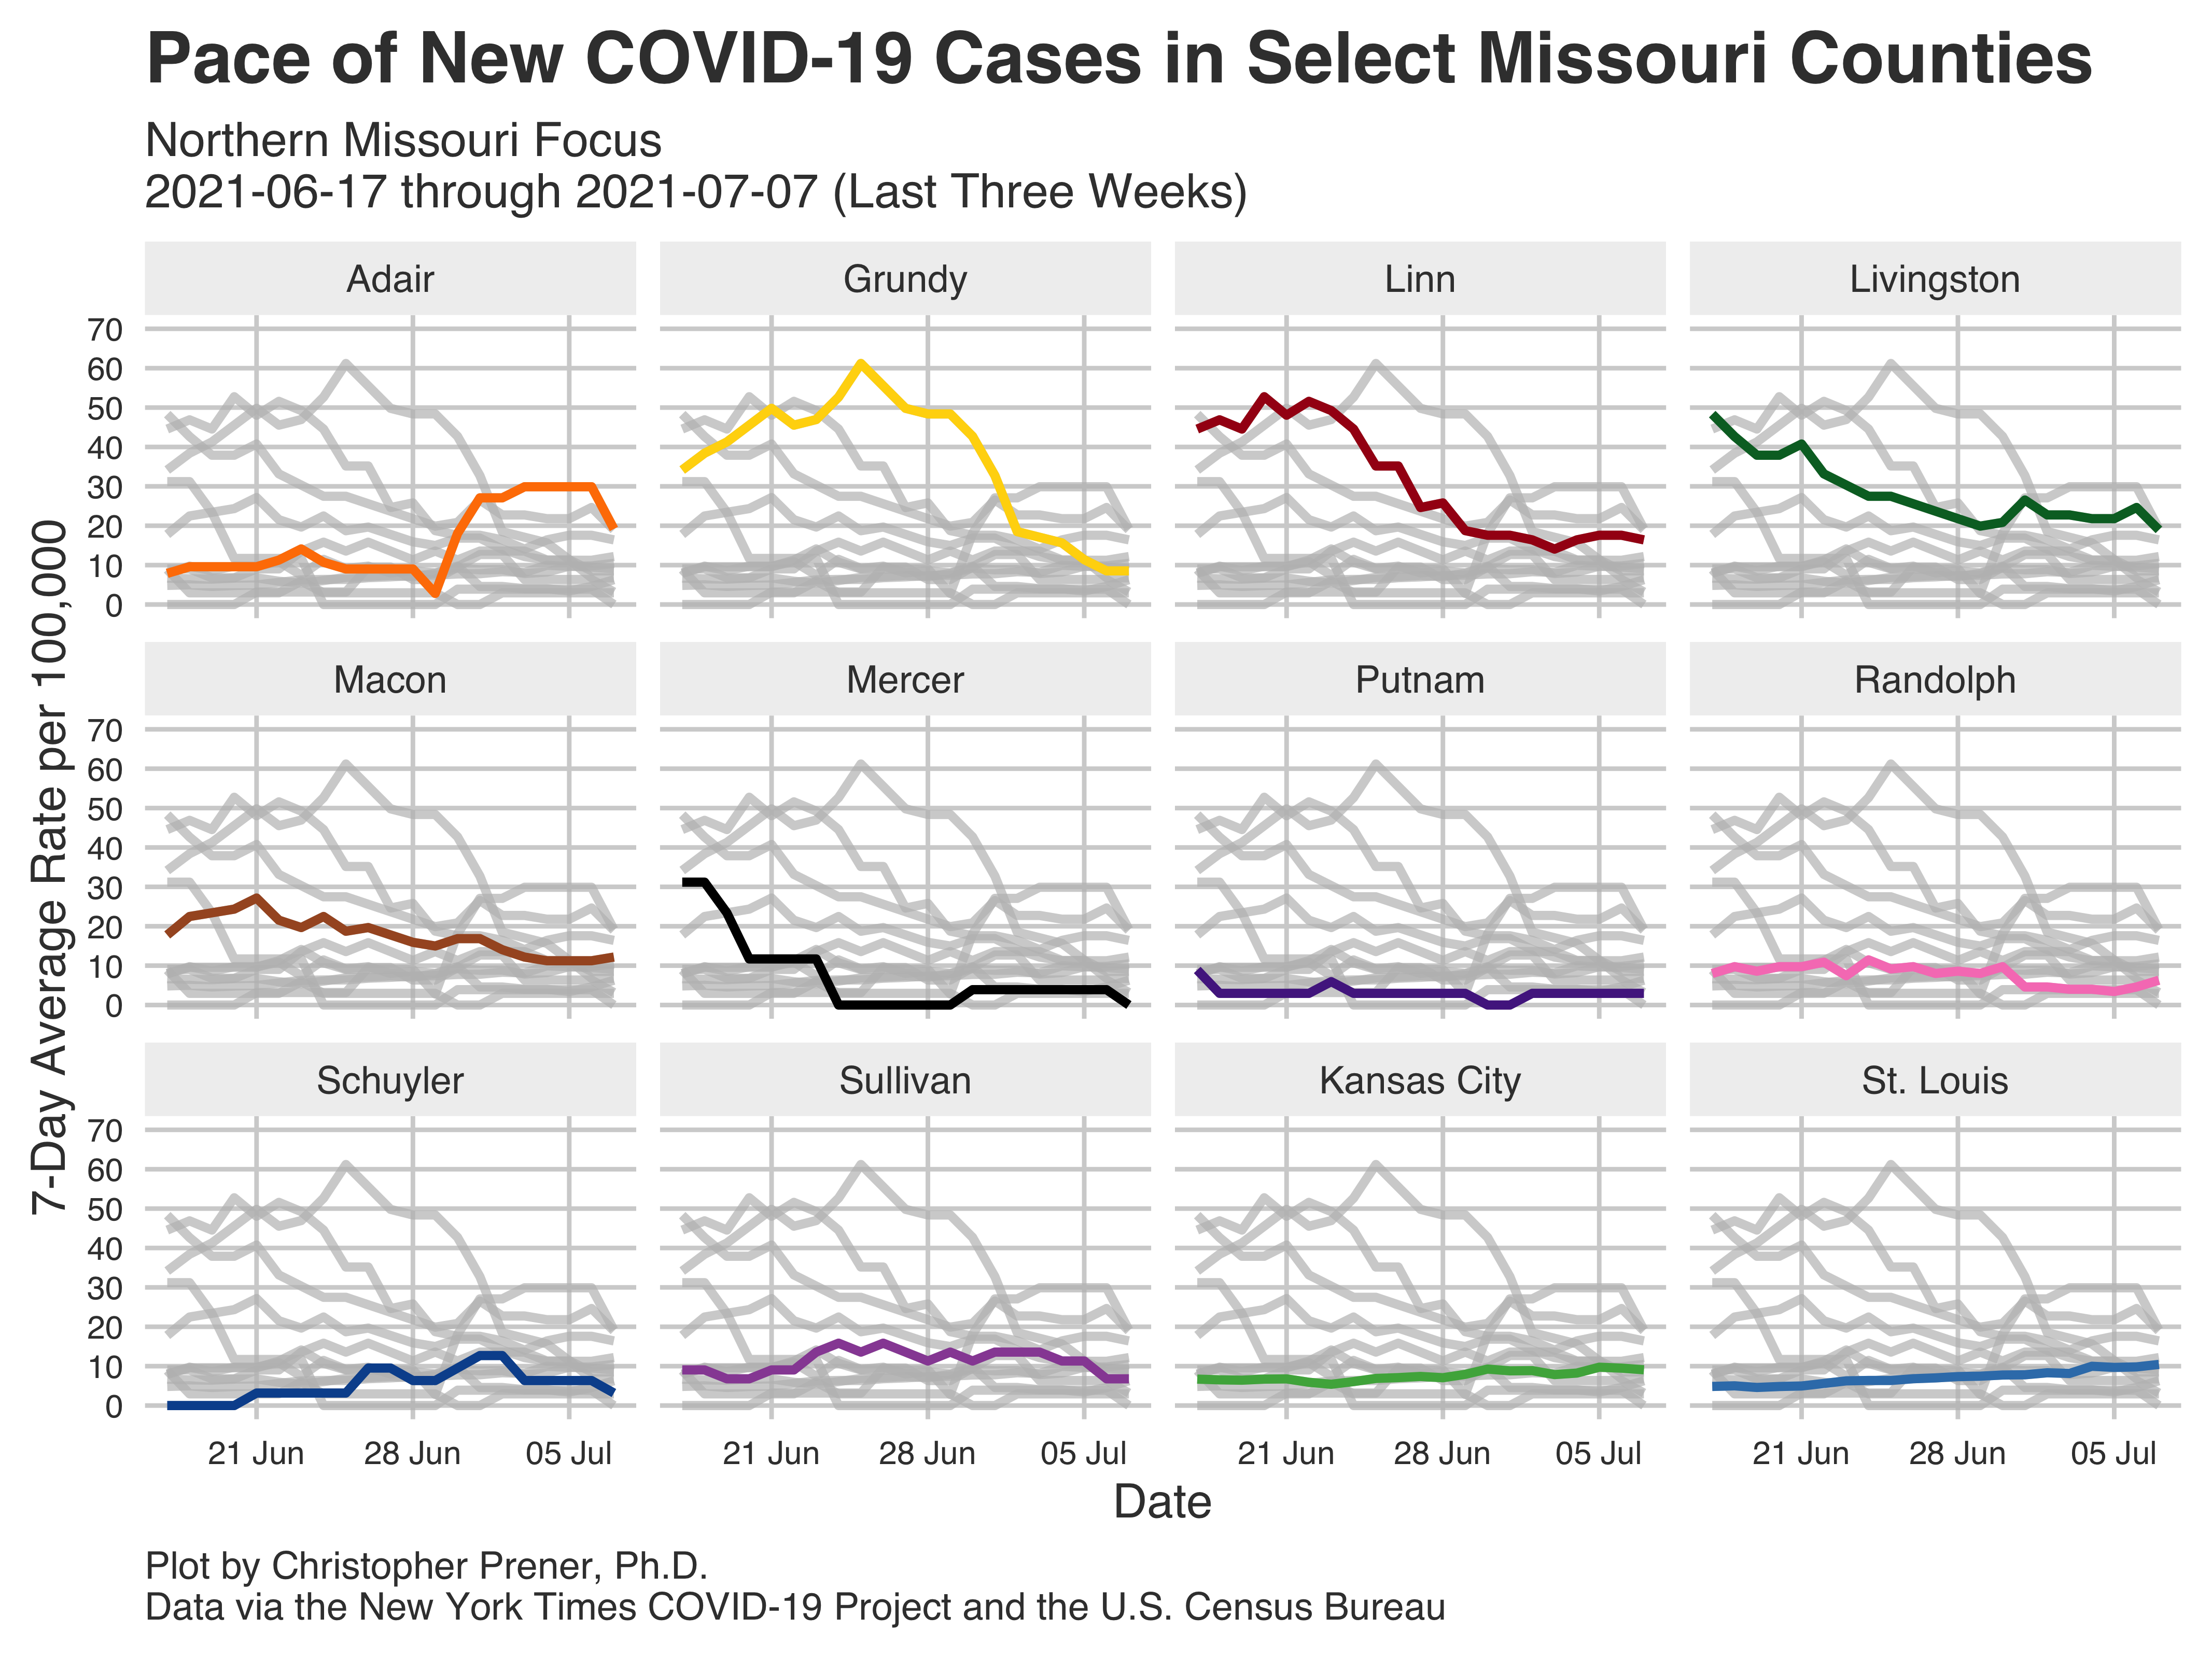 Pace of New COVID-19 Cases in Select Missouri Counties
Northern Missouri Focus
2021-06-17 through 2021-07-07 (Last Three Weeks)
7-Day Average Rate per 100,000
Adair
Grundy
Linn
Livingston
70
60
50
40
30
20
10
0
Macon
Mercer
Putnam
Randolph
70
60
50
40
30
20
10
0
Schuyler
Sullivan
Kansas City
St. Louis
70
60
50
40
30
20
10
0
21 Jun 28 Jun 05 Jul
21 Jun 28 Jun 05 Jul
21 Jun 28 Jun 05 Jul
21 Jun 28 Jun 05 Jul
Date
Plot by Christopher Prener, Ph.D.
Data via the New York Times COVID-19 Project and the U.S. Census Bureau